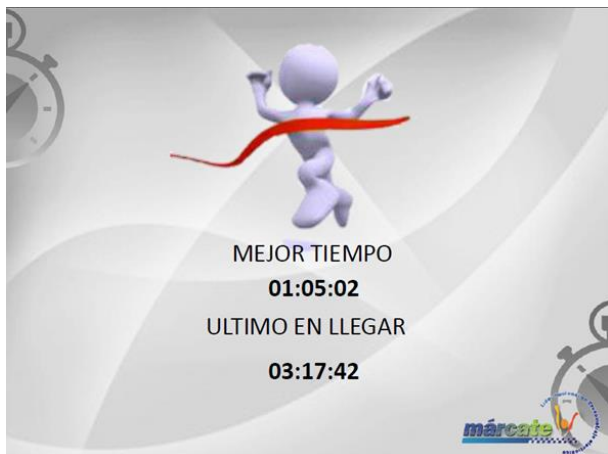 MEJOR TIEMPO
01:05:02
ULTIMO EN LLEGAR
03:17:42
márcate